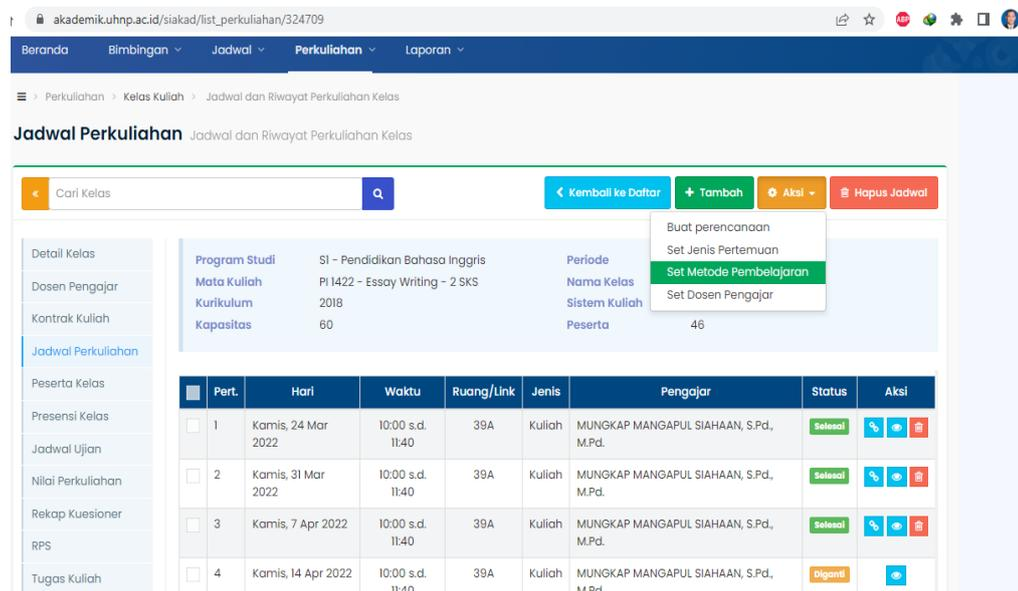 akademik.uhnp.ac.id/siakad/list_perkuliahan/324709
ABP
Beranda Bimbingan Jadwal Perkuliahan Laporan
Perkuliahan > Kelas Kuliah > Jadwal dan Riwayat Perkuliahan Kelas
Jadwal Perkuliahan Jadwal dan Riwayat Perkuliahan Kelas
« Cari Kelas
Kembali ke Daftar + Tambah Aksi Hapus Jadwal
Buat perencanaan
Set Jenis Pertemuan
Set Metode Pembelajaran
Set Dosen Pengajar
Detail Kelas
Dosen Pengajar
Kontrak Kuliah
Jadwal Perkuliahan
Peserta Kelas
Presensi Kelas
Jadwal Ujian
Nilai Perkuliahan
Rekap Kuesioner
RPS
Tugas Kuliah
Program Studi S1 - Pendidikan Bahasa Inggris
Mata Kuliah PI 1422 - Essay Writing - 2 SKS
Kurikulum 2018
Kapasitas 60
Periode
Nama Kelas
Sistem Kuliah
Peserta 46
Pert. Hari Waktu Ruang/Link Jenis Pengajar Status Aksi
1 Kamis, 24 Mar 10:00 s.d. 39A Kuliah MUNGKAP MANGAPUL SIAHAAN, S.Pd., Selesai
2022 11:40 M.Pd.
2 Kamis, 31 Mar 10:00 s.d. 39A Kuliah MUNGKAP MANGAPUL SIAHAAN, S.Pd., Selesai
2022 11:40 M.Pd.
3 Kamis, 7 Apr 2022 10:00 s.d. 39A Kuliah MUNGKAP MANGAPUL SIAHAAN, S.Pd., Selesai
11:40 M.Pd.
4 Kamis, 14 Apr 2022 10:00 s.d. 39A Kuliah MUNGKAP MANGAPUL SIAHAAN, S.Pd., Diganti
11:40 M.Pd.